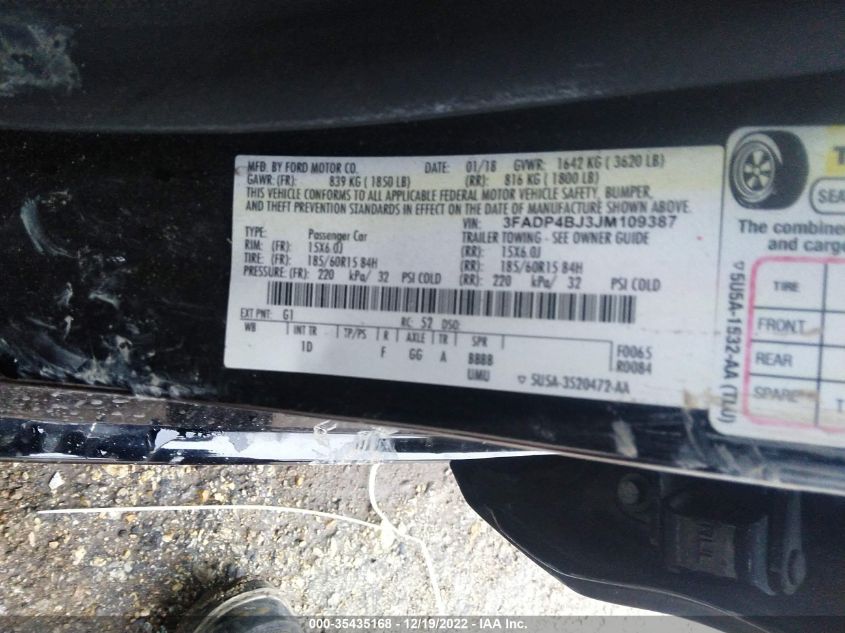 MFD. BY FORD MOTOR CO. DATE: 01/18 GVWR: 1642 KG ( 3620 LB)
GAWR: (FR): 839 KG ( 1850 LB) (RR): 816 KG ( 1800 LB)
THIS VEHICLE CONFORMS TO ALL APPLICABLE FEDERAL MOTOR VEHICLE SAFETY, BUMPER,
AND THEFT PREVENTION STANDARDS IN EFFECT ON THE DATE OF MANUFACTURE SHOWN ABOVE.
VIN: 3FADP4BJ3JM109387
TYPE: Passenger Car TRAILER TOWING - SEE OWNER GUIDE
RIM: (FR): 15X6.0J (RR): 15X6.0J
TIRE: (FR): 185/60R15 84H (RR): 185/60R15 84H
PRESSURE: (FR): 220 kPa/ 32 PSI COLD (RR): 220 kPa/ 32 PSI COLD
EXT PNT: G1 RC: 52 DSO:
WB INT TR TP/PS R AXLE TR SPR
1D F GG A BBBB F0065
UMU R0084
▽ 5U5A-3520472-AA
SEA
The combine
and carg
TIRE
FRONT
REAR
SPARE T
▽ 5U5A-1532-AA (TLU)
000-35435168 - 12/19/2022 - IAA Inc.